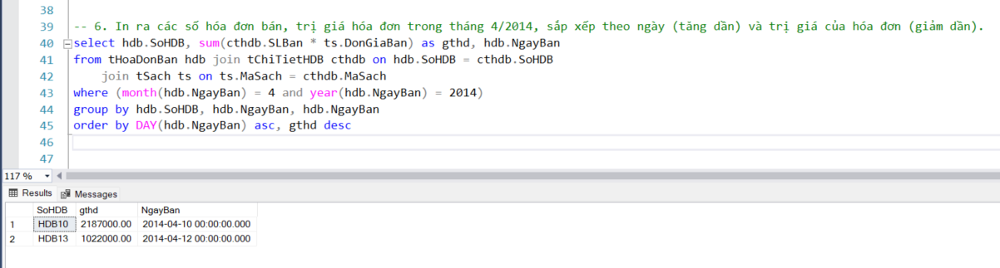 38
39 -- 6. In ra các số hóa đơn bán, trị giá hóa đơn trong tháng 4/2014, sắp xếp theo ngày (tăng dần) và trị giá của hóa đơn (giảm dần).
40 select hdb.SoHDB, sum(cthdb.SLBan * ts.DonGiaBan) as gthd, hdb.NgayBan
41 from tHoaDonBan hdb join tChiTietHDB cthdb on hdb.SoHDB = cthdb.SoHDB
42 join tSach ts on ts.MaSach = cthdb.MaSach
43 where (month(hdb.NgayBan) = 4 and year(hdb.NgayBan) = 2014)
44 group by hdb.SoHDB, hdb.NgayBan, hdb.NgayBan
45 order by DAY(hdb.NgayBan) asc, gthd desc
46
47
117 %
Results Messages
SoHDB gthd NgayBan
1 HDB10 2187000.00 2014-04-10 00:00:00.000
2 HDB13 1022000.00 2014-04-12 00:00:00.000